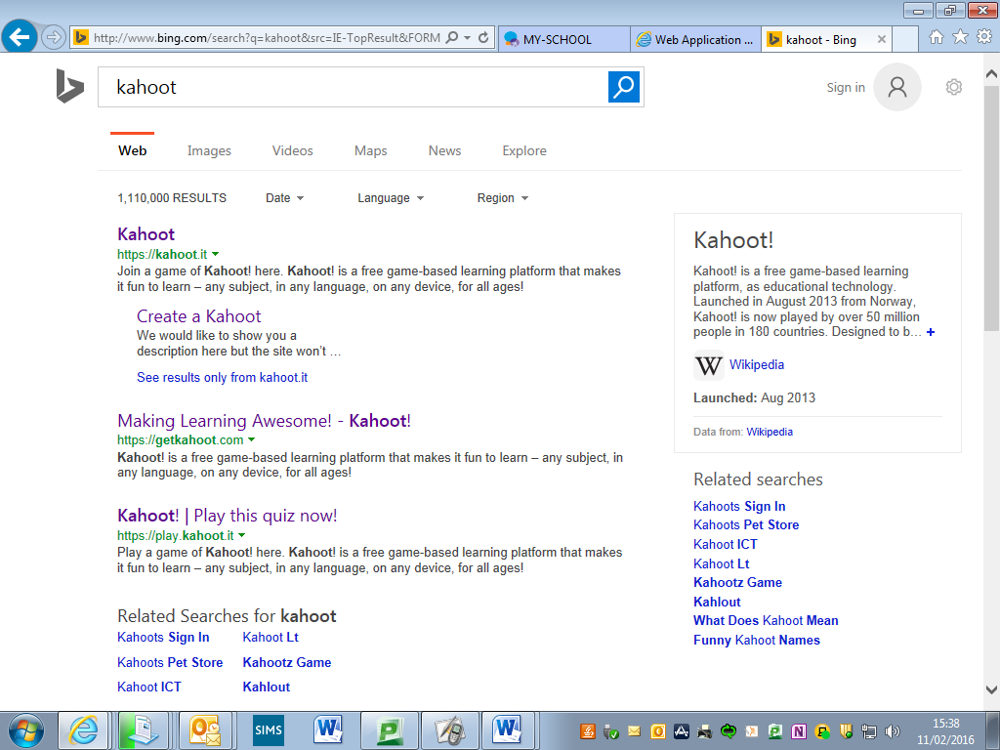 http://www.bing.com/search?q=kahoot&src=IE-TopResult&FORM
MY-SCHOOL
Web Application ...
kahoot - Bing
kahoot
Sign in
Web Images Videos Maps News Explore
1,110,000 RESULTS Date Language Region
Kahoot
https://kahoot.it
Join a game of Kahoot! here. Kahoot! is a free game-based learning platform that makes
it fun to learn – any subject, in any language, on any device, for all ages!
Create a Kahoot
We would like to show you a
description here but the site won't …
See results only from kahoot.it
Making Learning Awesome! - Kahoot!
https://getkahoot.com
Kahoot! is a free game-based learning platform that makes it fun to learn – any subject, in
any language, on any device, for all ages!
Kahoot! | Play this quiz now!
https://play.kahoot.it
Play a game of Kahoot! here. Kahoot! is a free game-based learning platform that makes
it fun to learn – any subject, in any language, on any device, for all ages!
Related Searches for kahoot
Kahoots Sign In Kahoot Lt
Kahoots Pet Store Kahootz Game
Kahoot ICT Kahlout
Kahoot!
Kahoot! is a free game-based learning
platform, as educational technology.
Launched in August 2013 from Norway,
Kahoot! is now played by over 50 million
people in 180 countries. Designed to b... +
W Wikipedia
Launched: Aug 2013
Data from: Wikipedia
Related searches
Kahoots Sign In
Kahoots Pet Store
Kahoot ICT
Kahoot Lt
Kahootz Game
Kahlout
What Does Kahoot Mean
Funny Kahoot Names
SIMS
15:38
11/02/2016